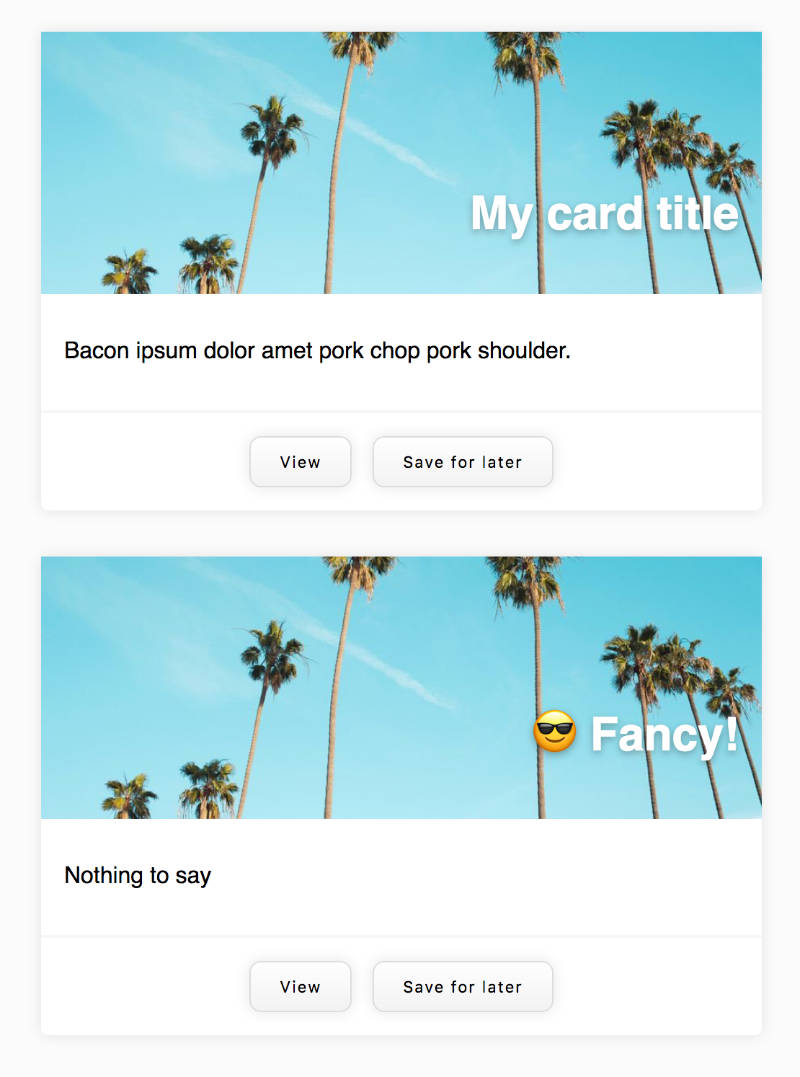 My card title
Bacon ipsum dolor amet pork chop pork shoulder.
View Save for later
😎 Fancy!
Nothing to say
View Save for later